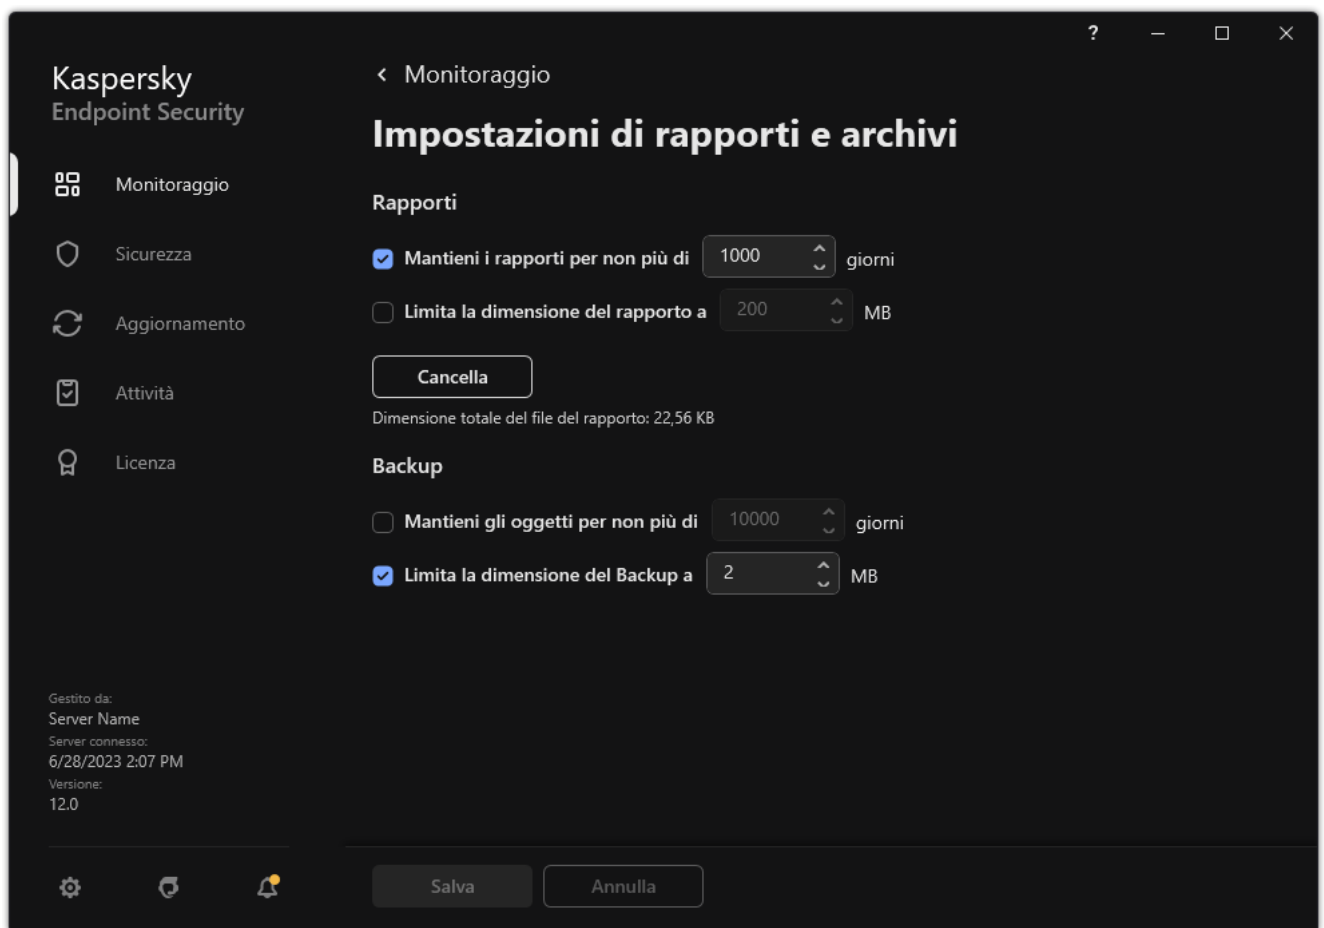 ?
Kaspersky
Endpoint Security
Monitoraggio
Sicurezza
Aggiornamento
Attività
Licenza
Gestito da:
Server Name
Server connesso:
6/28/2023 2:07 PM
Versione:
12.0
Monitoraggio
Impostazioni di rapporti e archivi
Rapporti
Mantieni i rapporti per non più di 1000 giorni
Limita la dimensione del rapporto a 200 MB
Cancella
Dimensione totale del file del rapporto: 22,56 KB
Backup
Mantieni gli oggetti per non più di 10000 giorni
Limita la dimensione del Backup a 2 MB
Salva Annulla